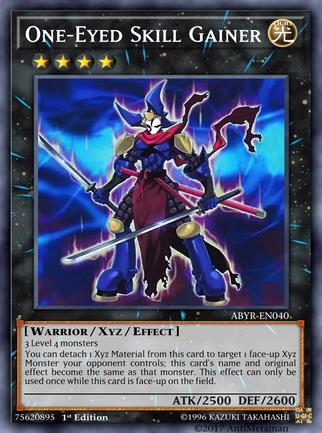 One-Eyed Skill Gainer
LIGHT
光
ABYR-EN040
[Warrior / Xyz / Effect]
3 Level 4 monsters
You can detach 1 Xyz Material from this card to target 1 face-up Xyz
Monster your opponent controls; this card's name and original
effect become the same as that monster. This effect can only be
used once while this card is face-up on the field.
ATK/2500 DEF/2600
75620895 1st Edition ©1996 KAZUKI TAKAHASHI
©2017 AntiMetaman